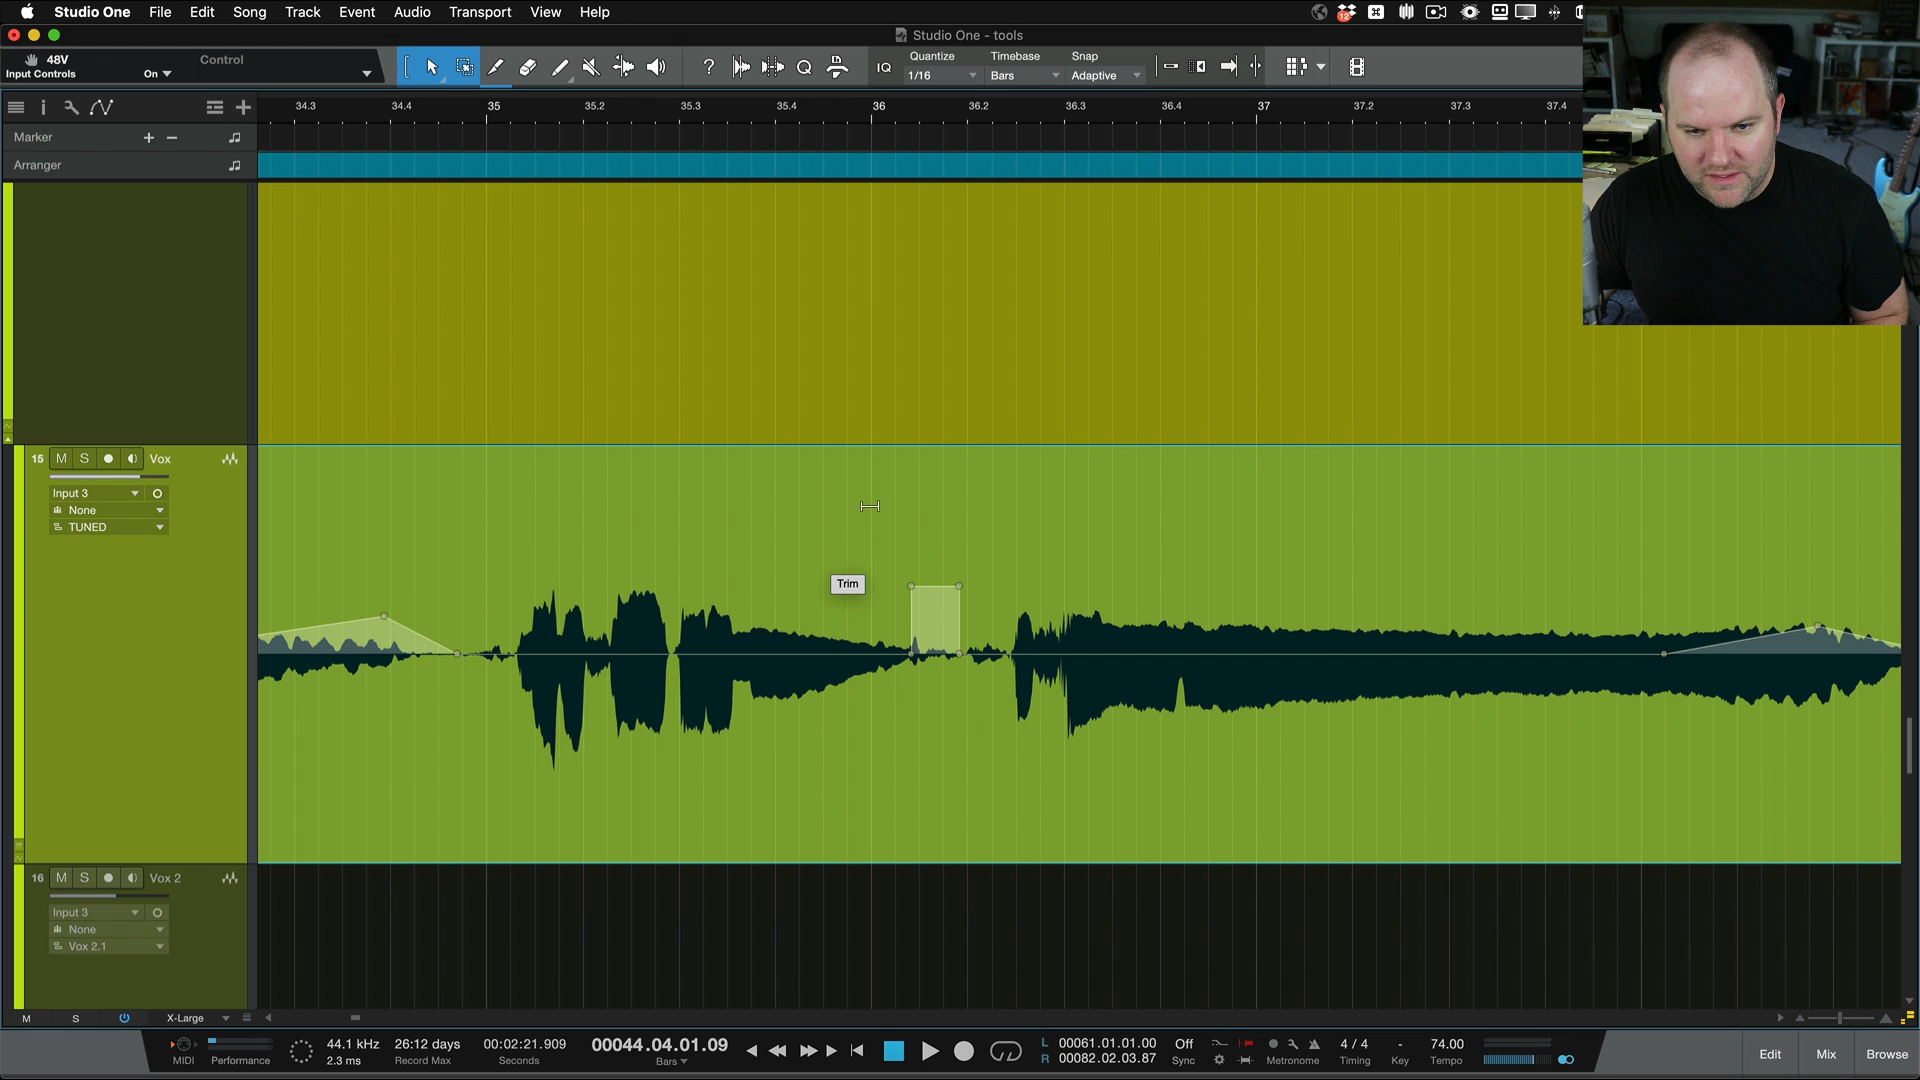 Studio One File Edit Song Track Event Audio Transport View Help
12
Studio One - tools
48V
Input Controls On
Control
? Q IQ
Quantize
1/16
Timebase
Bars
Snap
Adaptive
34.3 34.4 35 35.2 35.3 35.4 36 36.2 36.3 36.4 37 37.2 37.3 37.4
Marker + −
Arranger
15 M S Vox
Input 3
None
TUNED
Trim
16 M S Vox 2
Input 3
None
Vox 2.1
M S X-Large
MIDI
Performance
44.1 kHz
2.3 ms
26:12 days
Record Max
00:02:21.909
Seconds
00044.04.01.09
Bars
L 00061.01.01.00
R 00082.02.03.87
Off
Sync
Metronome
4 / 4
Timing
-
Key
74.00
Tempo
Edit Mix Browse